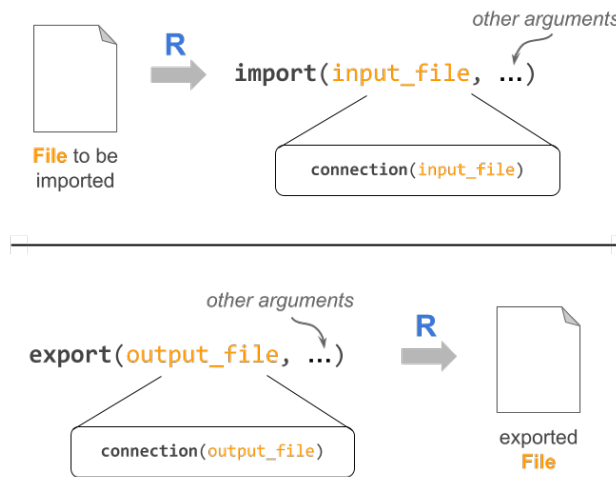 other arguments
R
import(input_file, ...)
File to be
imported
connection(input_file)
other arguments
R
export(output_file, ...)
connection(output_file)
exported
File